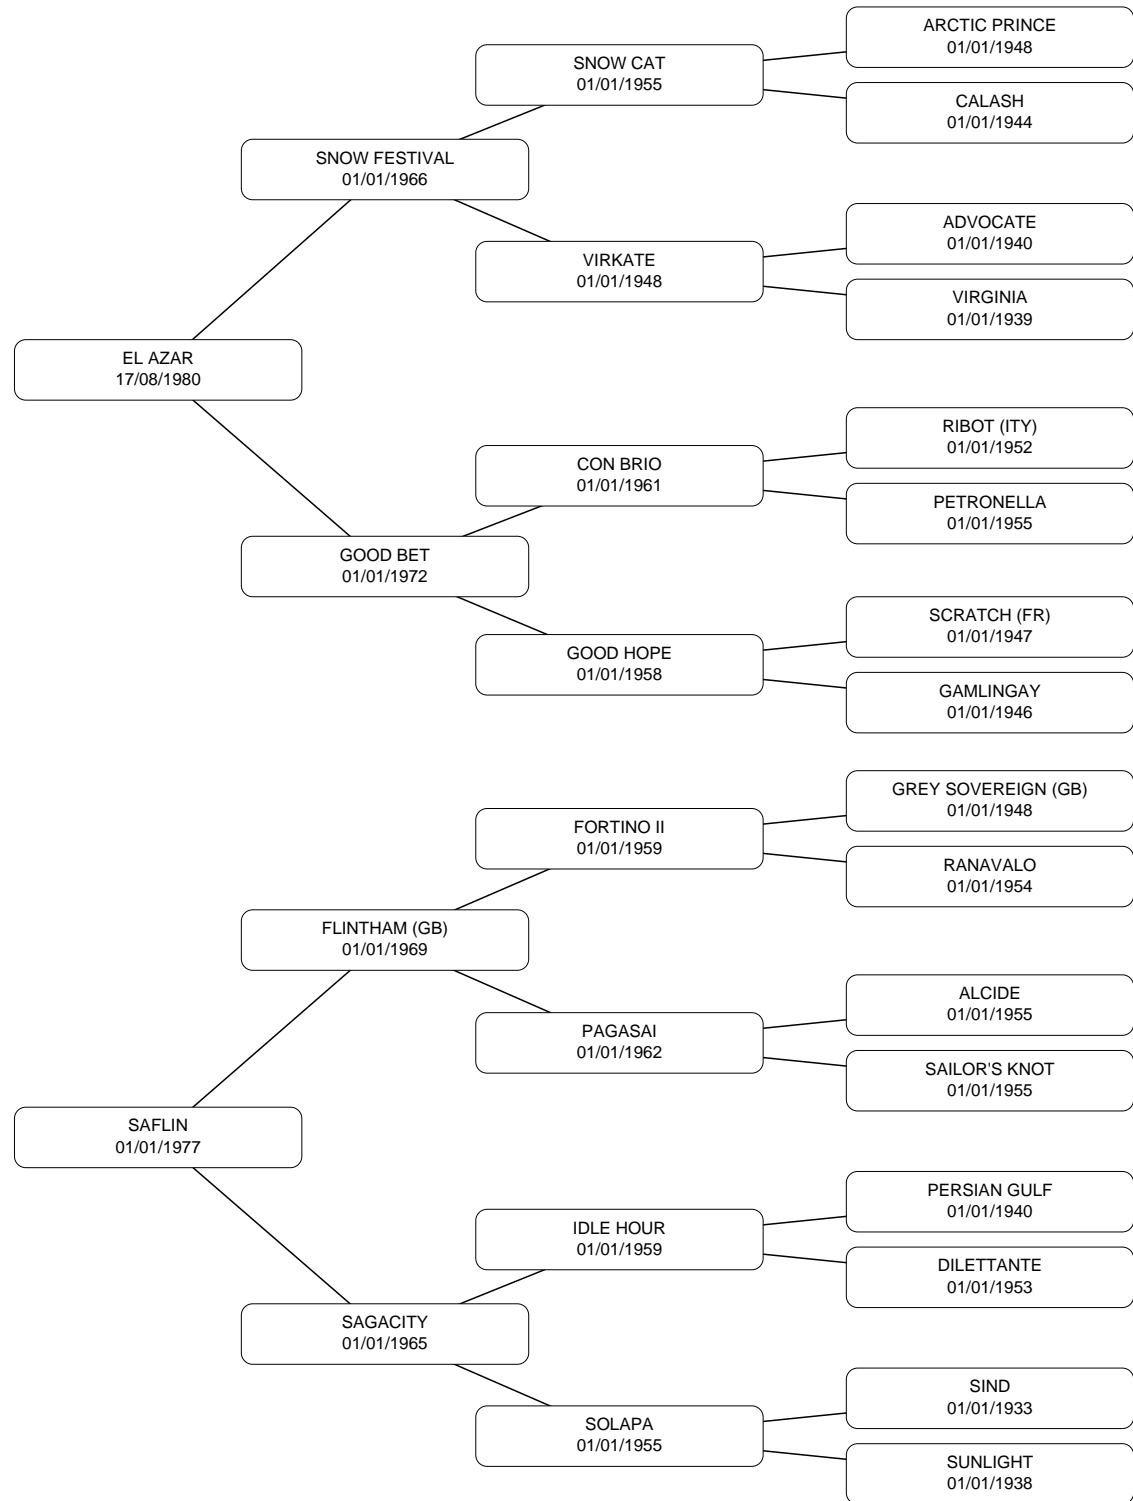 ARCTIC PRINCE
01/01/1948
SNOW CAT
01/01/1955
CALASH
01/01/1944
SNOW FESTIVAL
01/01/1966
ADVOCATE
01/01/1940
VIRKATE
01/01/1948
VIRGINIA
01/01/1939
EL AZAR
17/08/1980
RIBOT (ITY)
01/01/1952
CON BRIO
01/01/1961
PETRONELLA
01/01/1955
GOOD BET
01/01/1972
SCRATCH (FR)
01/01/1947
GOOD HOPE
01/01/1958
GAMLINGAY
01/01/1946
GREY SOVEREIGN (GB)
01/01/1948
FORTINO II
01/01/1959
RANAVALO
01/01/1954
FLINTHAM (GB)
01/01/1969
ALCIDE
01/01/1955
PAGASAI
01/01/1962
SAILOR'S KNOT
01/01/1955
SAFLIN
01/01/1977
PERSIAN GULF
01/01/1940
IDLE HOUR
01/01/1959
DILETTANTE
01/01/1953
SAGACITY
01/01/1965
SIND
01/01/1933
SOLAPA
01/01/1955
SUNLIGHT
01/01/1938